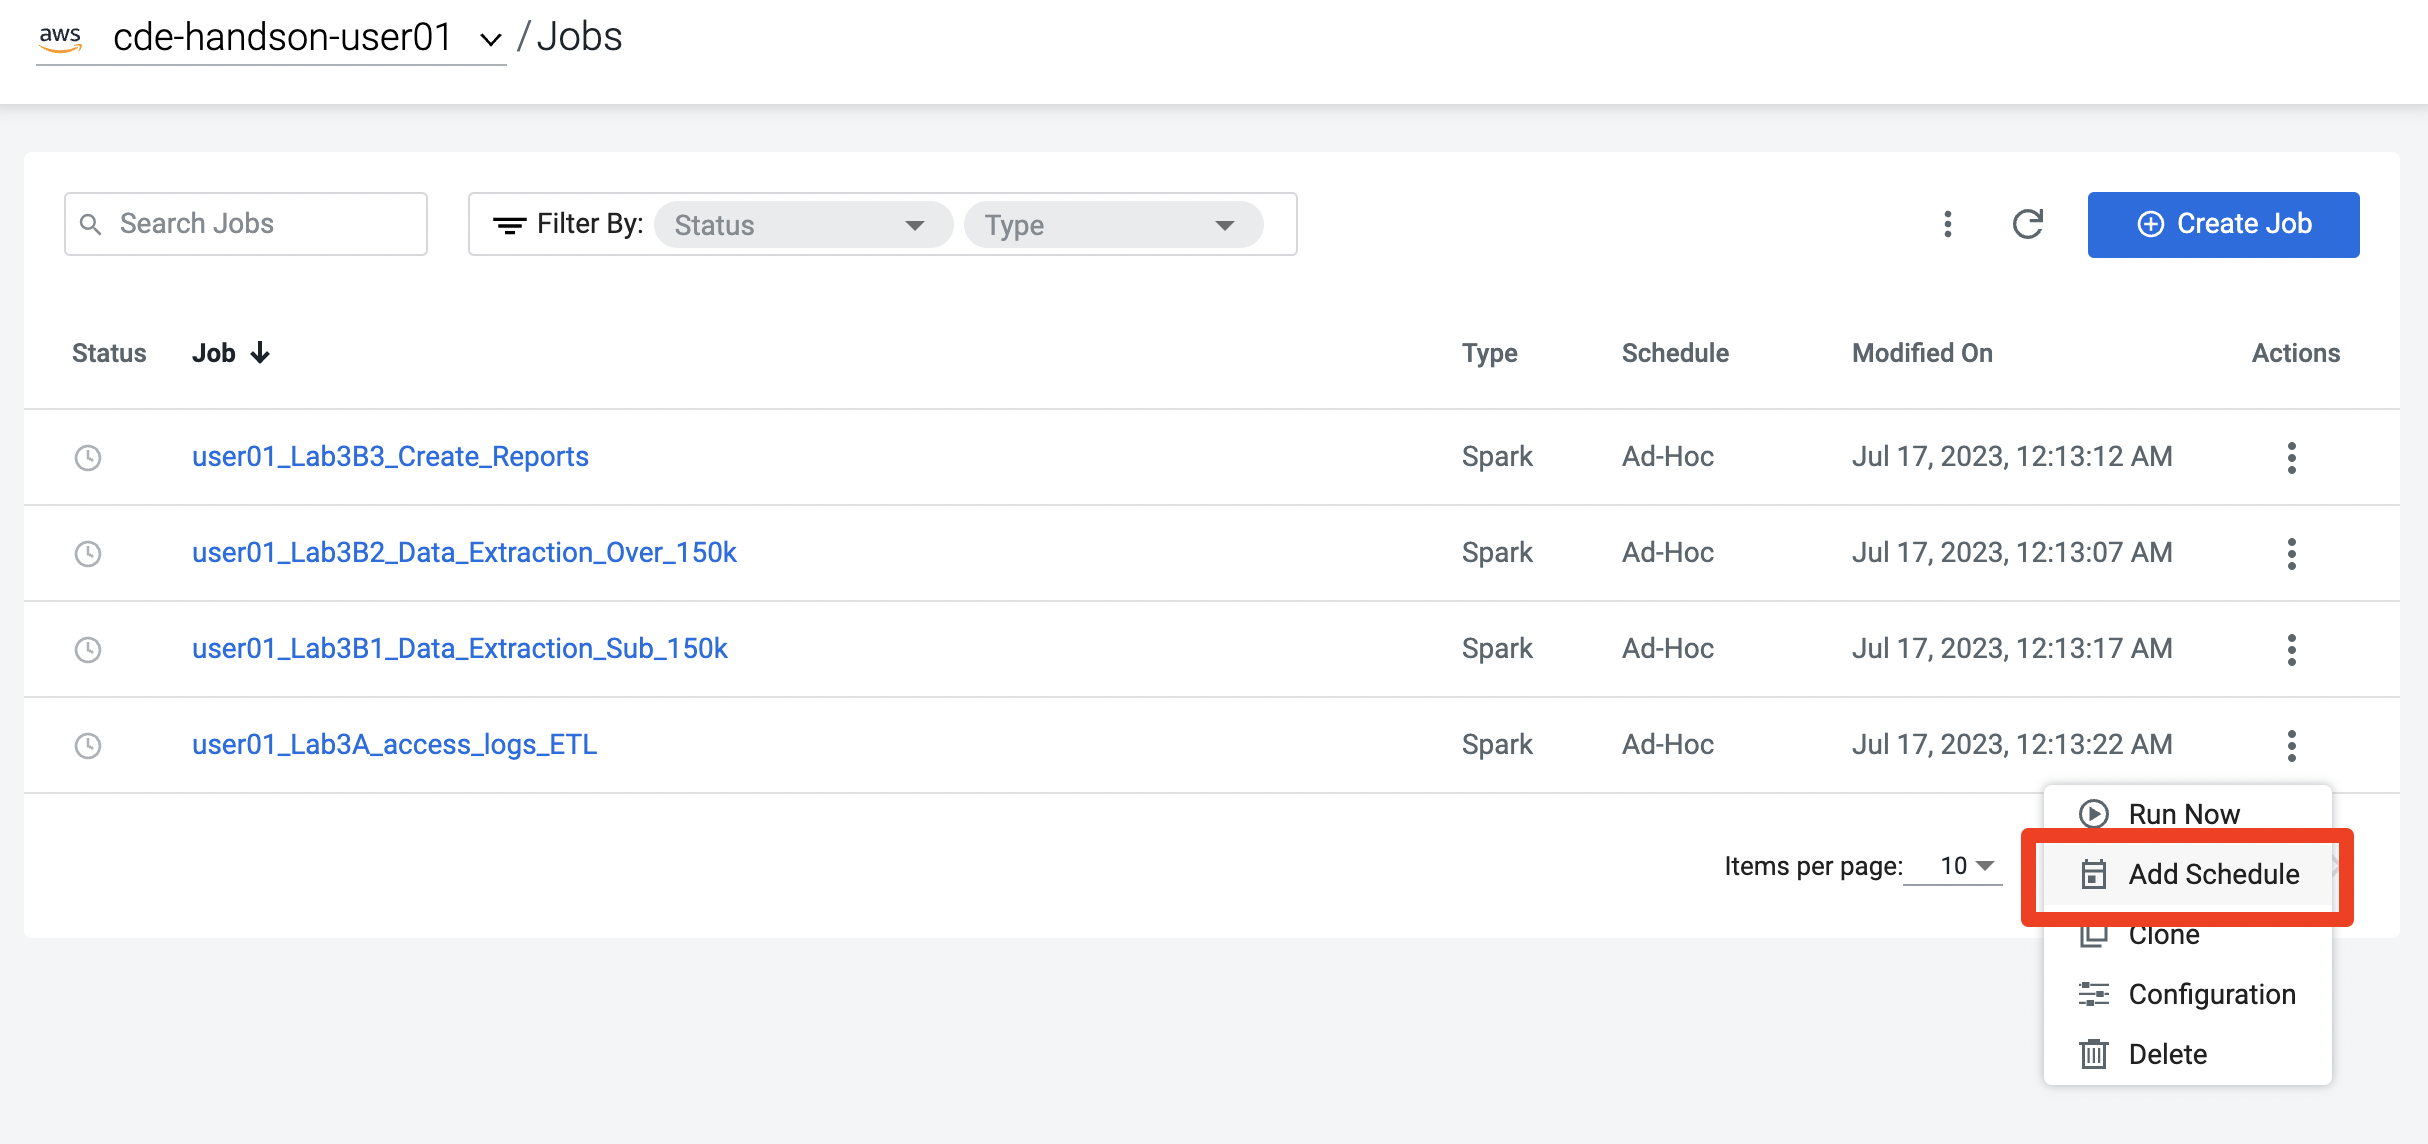 aws cde-handson-user01 / Jobs
Search Jobs Filter By: Status Type Create Job
Status Job Type Schedule Modified On Actions
user01_Lab3B3_Create_Reports Spark Ad-Hoc Jul 17, 2023, 12:13:12 AM
user01_Lab3B2_Data_Extraction_Over_150k Spark Ad-Hoc Jul 17, 2023, 12:13:07 AM
user01_Lab3B1_Data_Extraction_Sub_150k Spark Ad-Hoc Jul 17, 2023, 12:13:17 AM
user01_Lab3A_access_logs_ETL Spark Ad-Hoc Jul 17, 2023, 12:13:22 AM
Run Now
Items per page: 10
Add Schedule
Clone
Configuration
Delete